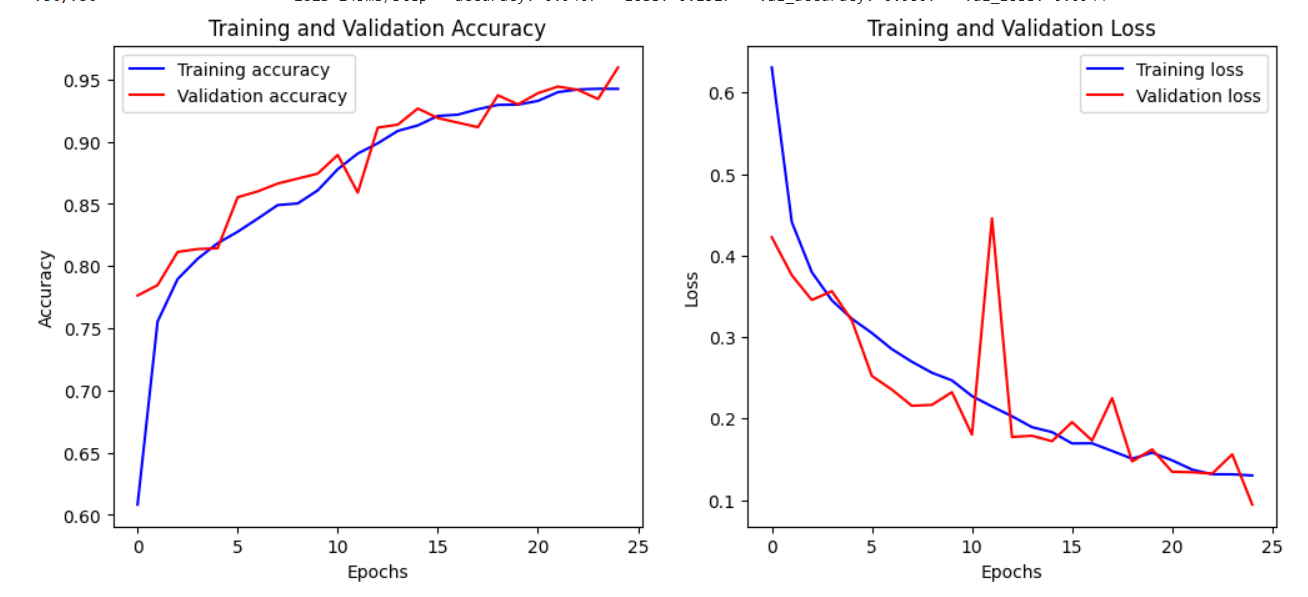 Training and Validation Accuracy
Training accuracy
Validation accuracy
0.95
0.90
0.85
0.80
0.75
0.70
0.65
0.60
Accuracy
0
5
10
15
20
25
Epochs
Training and Validation Loss
Training loss
Validation loss
0.6
0.5
0.4
0.3
0.2
0.1
Loss
0
5
10
15
20
25
Epochs